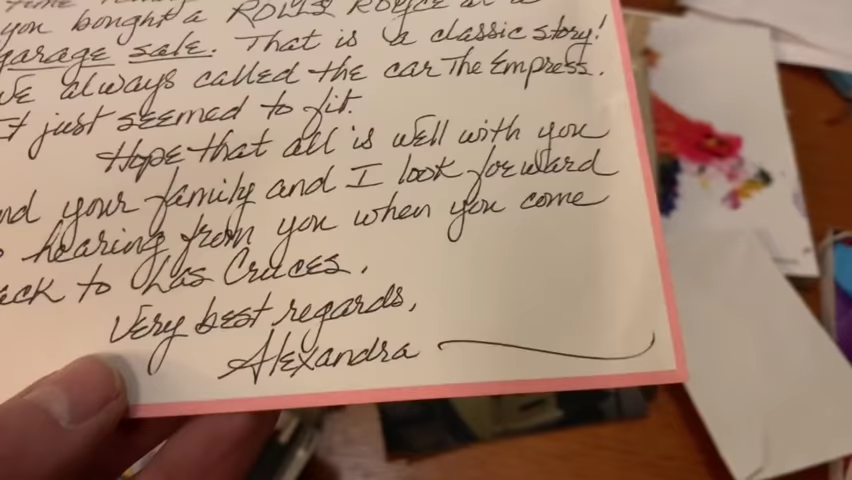 you bought a ROLLS ROYCE at a
garage sale. That is a classic story!
We always called the car The Empress.
It just seemed to fit.
Hope that all is well with you
and your family and I look forward
hearing from you when you come
back to Las Cruces.
Very best regards,
Alexandra